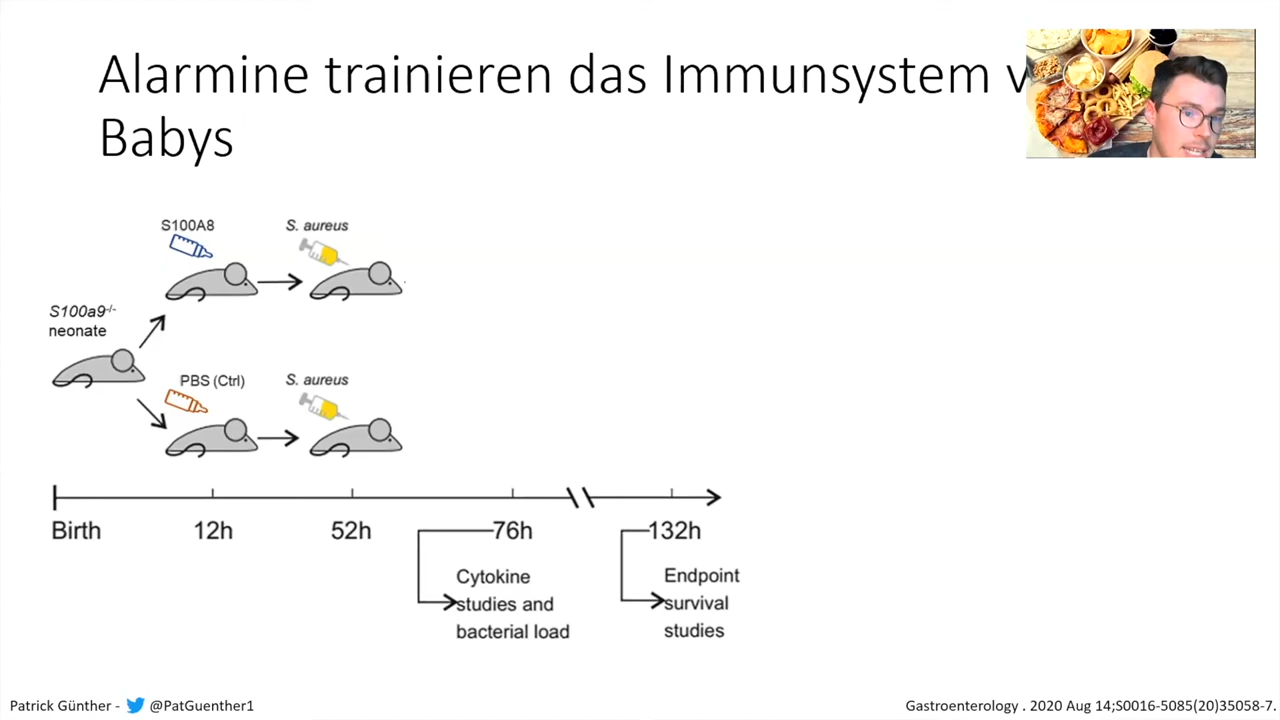 Alarmine trainieren das Immunsystem
Babys
S100A8
S. aureus
S100a9-/-
neonate
PBS (Ctrl)
S. aureus
Birth
12h
52h
76h
132h
Cytokine
studies and
bacterial load
Endpoint
survival
studies
Patrick Günther - @PatGuenther1
Gastroenterology . 2020 Aug 14;S0016-5085(20)35058-7.